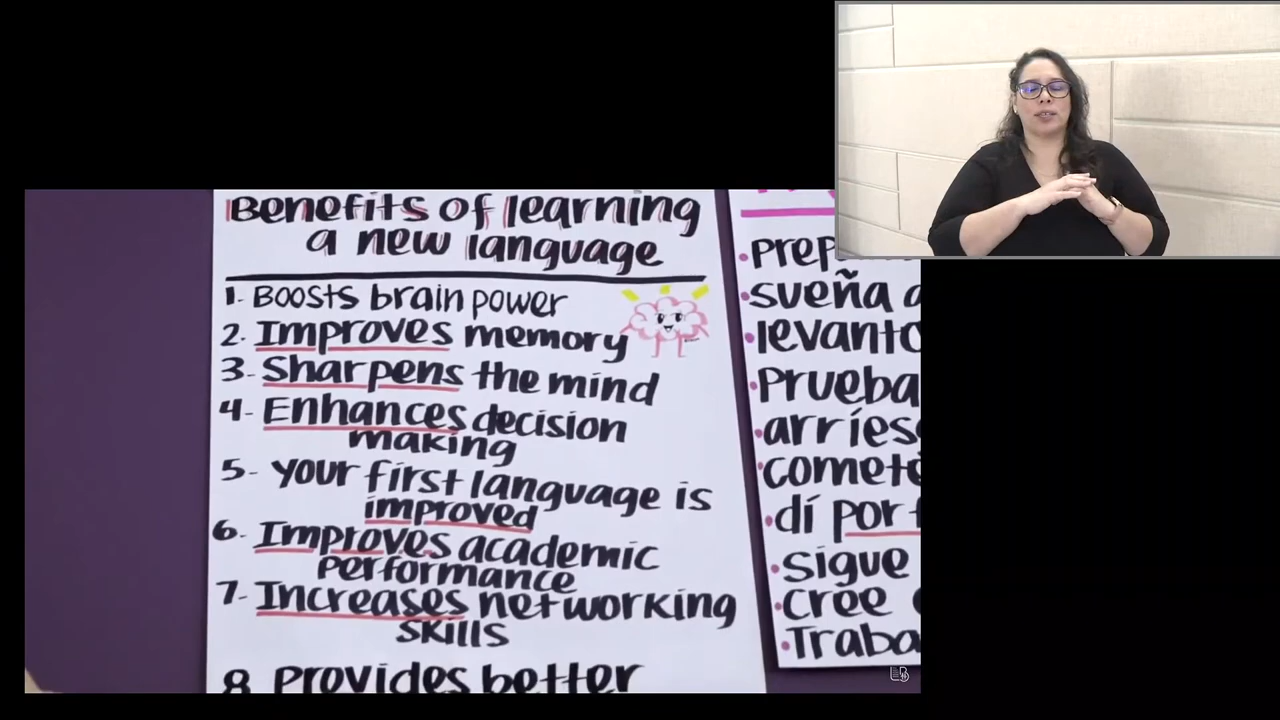 Benefits of learning
a new language
1. Boosts brain power
2. Improves memory
3- Sharpens the mind
4- Enhances decision
making
5- your first language is
improved
6. Improves academic
performance
7- Increases networking
skills
8 provides better
•sueña
•dí por
•sigue
•cree